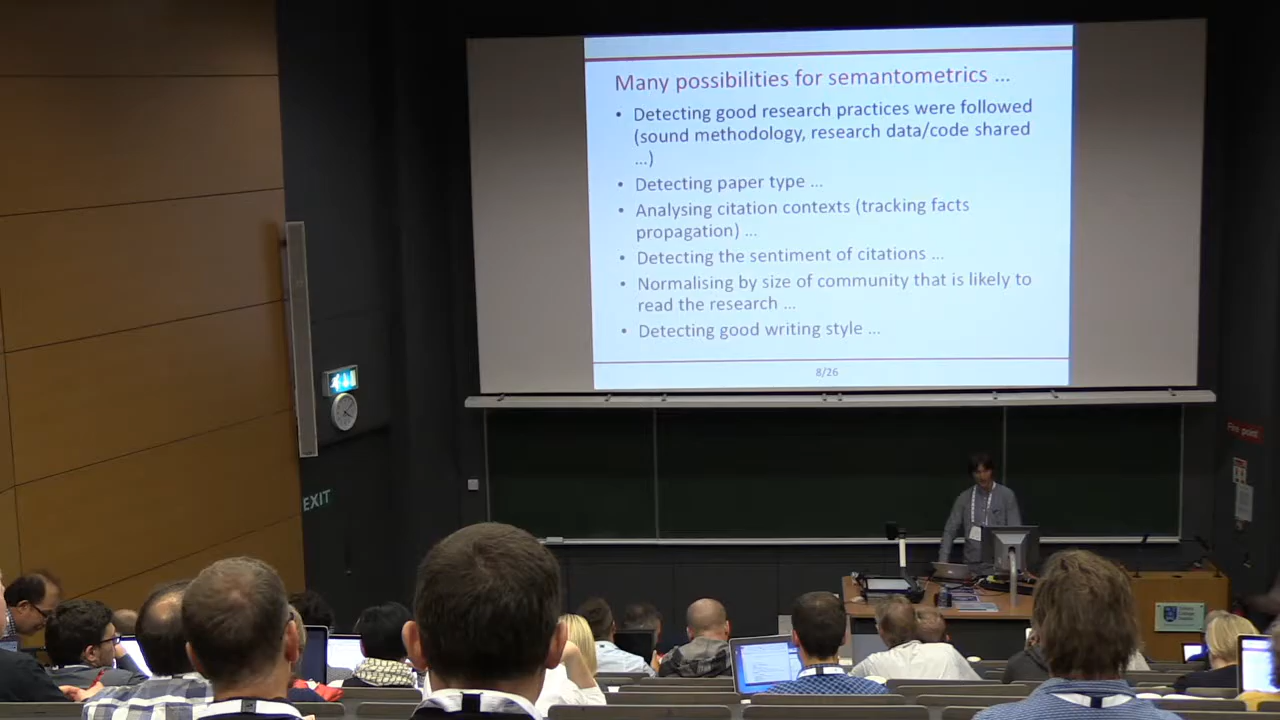 Many possibilities for semantometrics ...
• Detecting good research practices were followed
(sound methodology, research data/code shared
...)
• Detecting paper type ...
• Analysing citation contexts (tracking facts
propagation) ...
• Detecting the sentiment of citations ...
• Normalising by size of community that is likely to
read the research ...
• Detecting good writing style ...
8/26
Fire point
EXIT